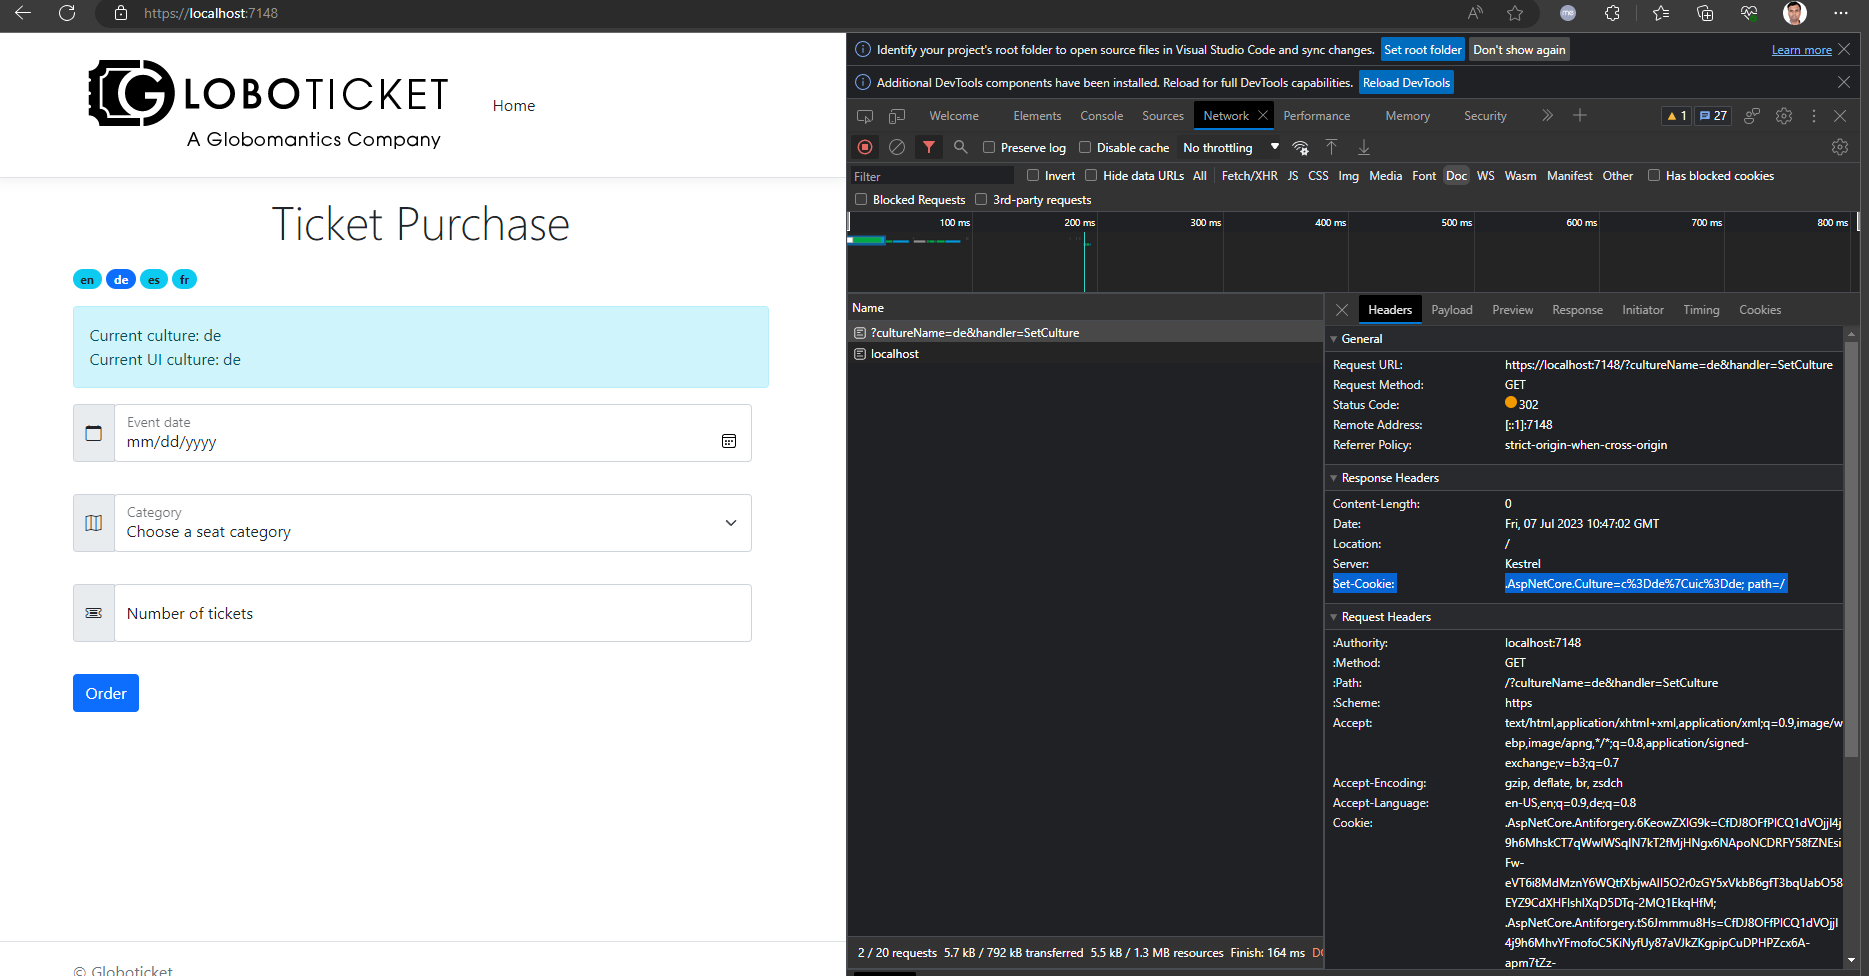 https://localhost:7148
GLOBOTICKET
A Globomantics Company
Home
Ticket Purchase
en de es fr
Current culture: de
Current UI culture: de
Event date
mm/dd/yyyy
Category
Choose a seat category
Number of tickets
Order
© Globoticket
Identify your project's root folder to open source files in Visual Studio Code and sync changes. Set root folder Don't show again Learn more
Additional DevTools components have been installed. Reload for full DevTools capabilities. Reload DevTools
Welcome Elements Console Sources Network Performance Memory Security 1 27
Preserve log Disable cache No throttling
Filter Invert Hide data URLs All Fetch/XHR JS CSS Img Media Font Doc WS Wasm Manifest Other Has blocked cookies
Blocked Requests 3rd-party requests
100 ms 200 ms 300 ms 400 ms 500 ms 600 ms 700 ms 800 ms
Name
?cultureName=de&handler=SetCulture
localhost
2 / 20 requests 5.7 kB / 792 kB transferred 5.5 kB / 1.3 MB resources Finish: 164 ms
Headers Payload Preview Response Initiator Timing Cookies
General
Request URL: https://localhost:7148/?cultureName=de&handler=SetCulture
Request Method: GET
Status Code: 302
Remote Address: [::1]:7148
Referrer Policy: strict-origin-when-cross-origin
Response Headers
Content-Length: 0
Date: Fri, 07 Jul 2023 10:47:02 GMT
Location: /
Server: Kestrel
Set-Cookie: .AspNetCore.Culture=c%3Dde%7Cuic%3Dde; path=/
Request Headers
:Authority: localhost:7148
:Method: GET
:Path: /?cultureName=de&handler=SetCulture
:Scheme: https
Accept: text/html,application/xhtml+xml,application/xml;q=0.9,image/w
ebp,image/apng,*/*;q=0.8,application/signed-
exchange;v=b3;q=0.7
Accept-Encoding: gzip, deflate, br, zsdch
Accept-Language: en-US,en;q=0.9,de;q=0.8
Cookie: